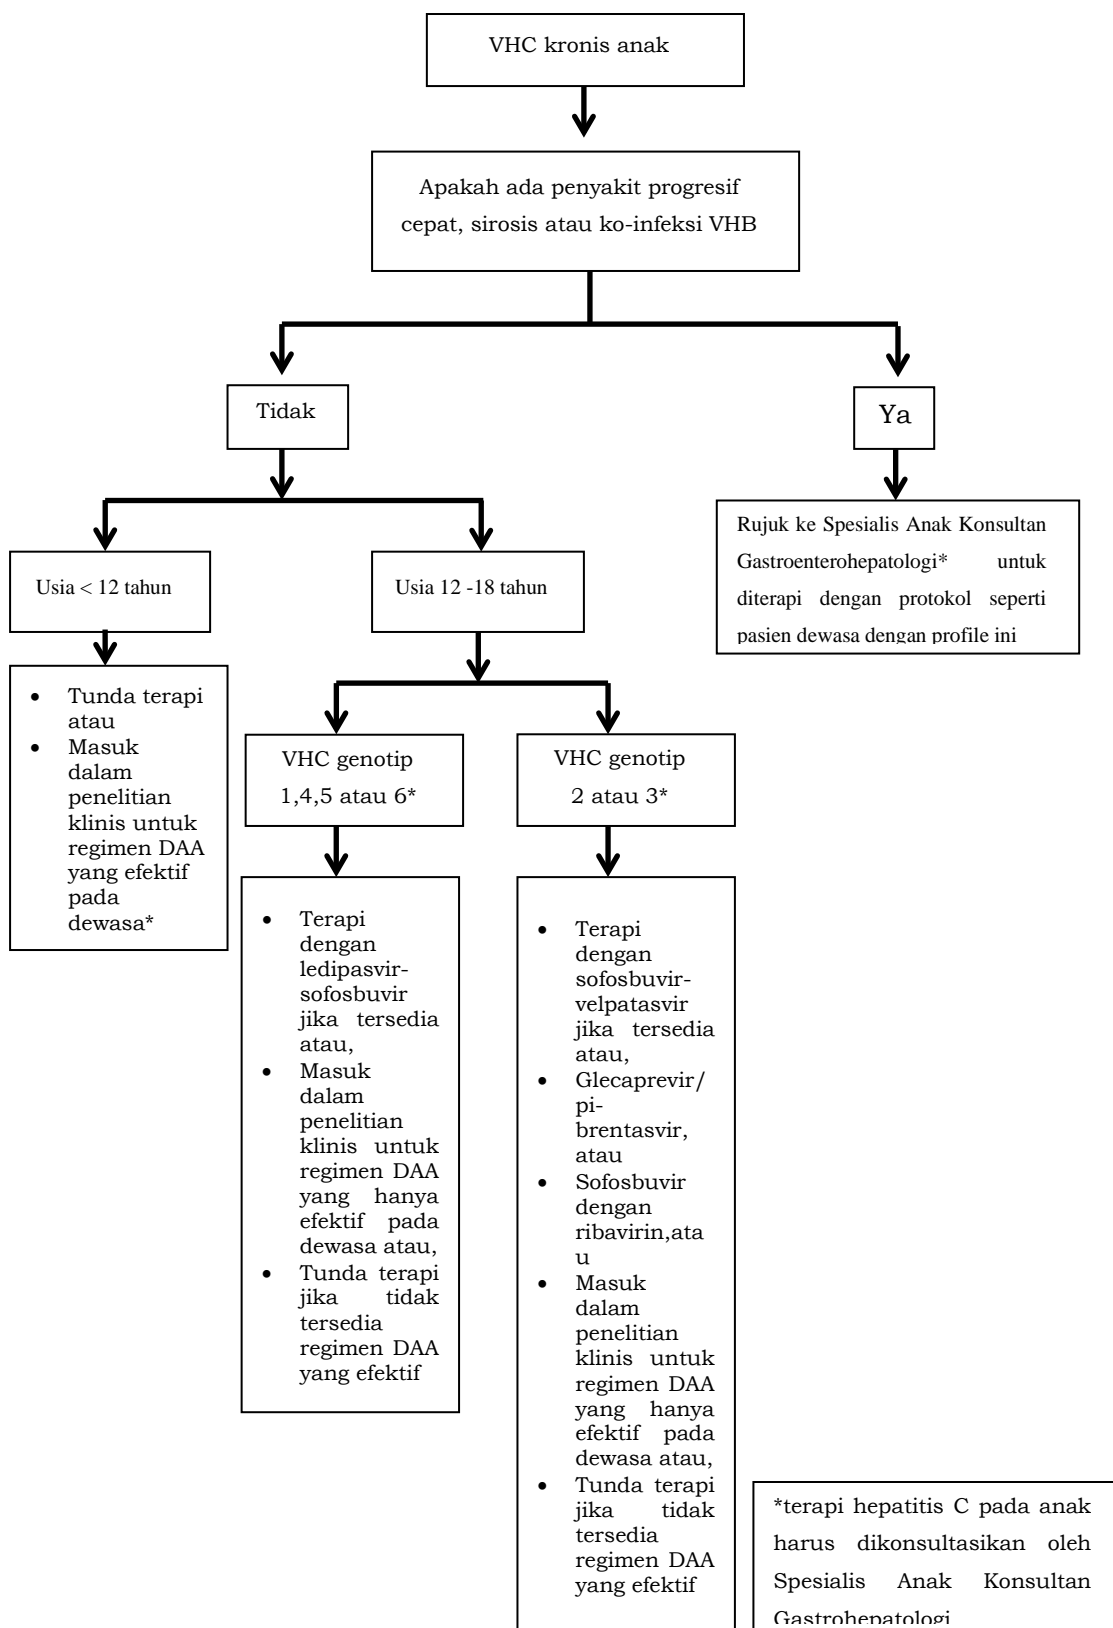 VHC kronis anak
Apakah ada penyakit progresif
cepat, sirosis atau ko-infeksi VHB
Tidak
Ya
Usia < 12 tahun
Usia 12 -18 tahun
Rujuk ke Spesialis Anak Konsultan
Gastroenterohepatologi* untuk
diterapi dengan protokol seperti
pasien dewasa dengan profile ini
• Tunda terapi
atau
• Masuk
dalam
penelitian
klinis untuk
regimen DAA
yang efektif
pada
dewasa*
VHC genotip
1,4,5 atau 6*
VHC genotip
2 atau 3*
• Terapi
dengan
ledipasvir-
sofosbuvir
jika tersedia
atau,
• Masuk
dalam
penelitian
klinis untuk
regimen DAA
yang hanya
efektif pada
dewasa atau,
• Tunda terapi
jika tidak
tersedia
regimen DAA
yang efektif
• Terapi
dengan
sofosbuvir-
velpatasvir
jika tersedia
atau,
• Glecaprevir/
pi-
brentasvir,
atau
• Sofosbuvir
dengan
ribavirin,ata
u
• Masuk
dalam
penelitian
klinis untuk
regimen DAA
yang hanya
efektif pada
dewasa atau,
• Tunda terapi
jika tidak
tersedia
regimen DAA
yang efektif
*terapi hepatitis C pada anak
harus dikonsultasikan oleh
Spesialis Anak Konsultan
Gastrohepatologi